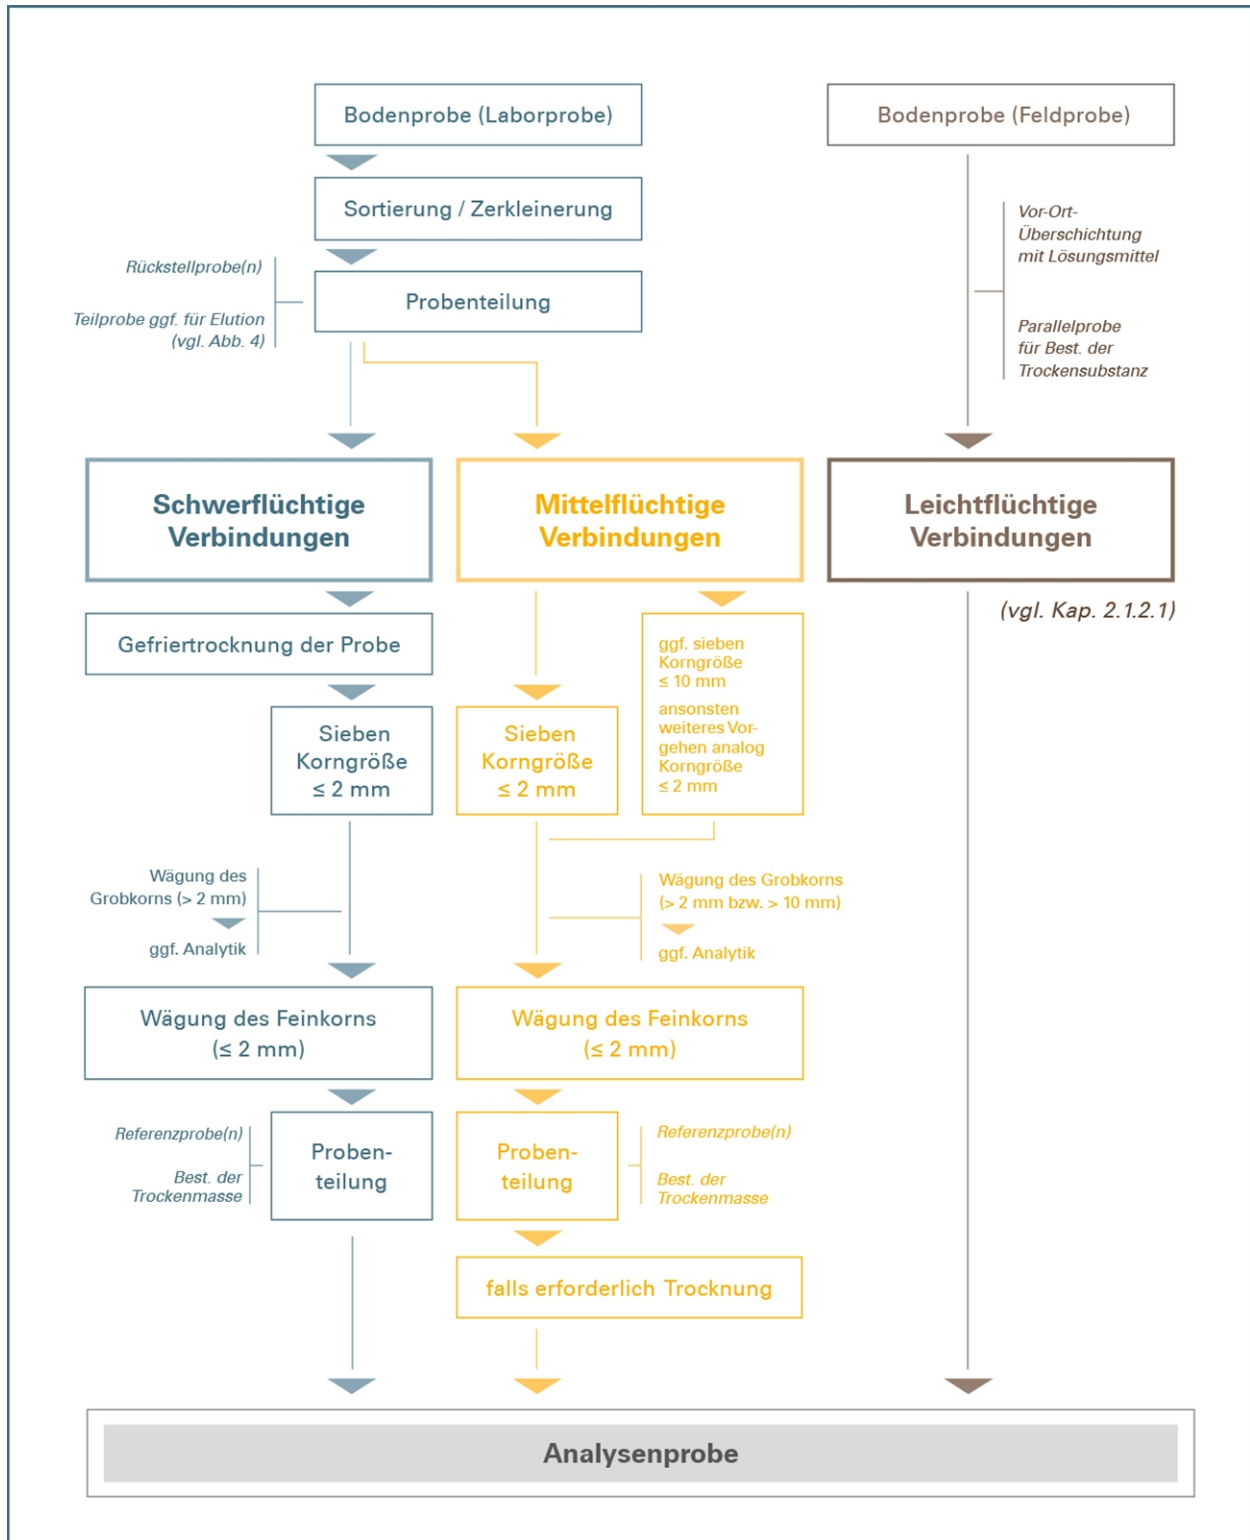 Bodenprobe (Laborprobe)
Bodenprobe (Feldprobe)
Sortierung / Zerkleinerung
Vor-Ort-
Überschichtung
mit Lösungsmittel
Rückstellprobe(n)
Teilprobe ggf. für Elution
(vgl. Abb. 4)
Probenteilung
Parallelprobe
für Best. der
Trockensubstanz
Schwerflüchtige
Verbindungen
Mittelflüchtige
Verbindungen
Leichtflüchtige
Verbindungen
(vgl. Kap. 2.1.2.1)
Gefriertrocknung der Probe
Sieben
Korngröße
≤ 2 mm
Sieben
Korngröße
≤ 2 mm
ggf. sieben
Korngröße
≤ 10 mm
ansonsten
weiteres Vor-
gehen analog
Korngröße
≤ 2 mm
Wägung des
Grobkorns (> 2 mm)
ggf. Analytik
Wägung des Grobkorns
(> 2 mm bzw. > 10 mm)
ggf. Analytik
Wägung des Feinkorns
(≤ 2 mm)
Wägung des Feinkorns
(≤ 2 mm)
Referenzprobe(n)
Best. der
Trockenmasse
Proben-
teilung
Proben-
teilung
Referenzprobe(n)
Best. der
Trockenmasse
falls erforderlich Trocknung
Analysenprobe